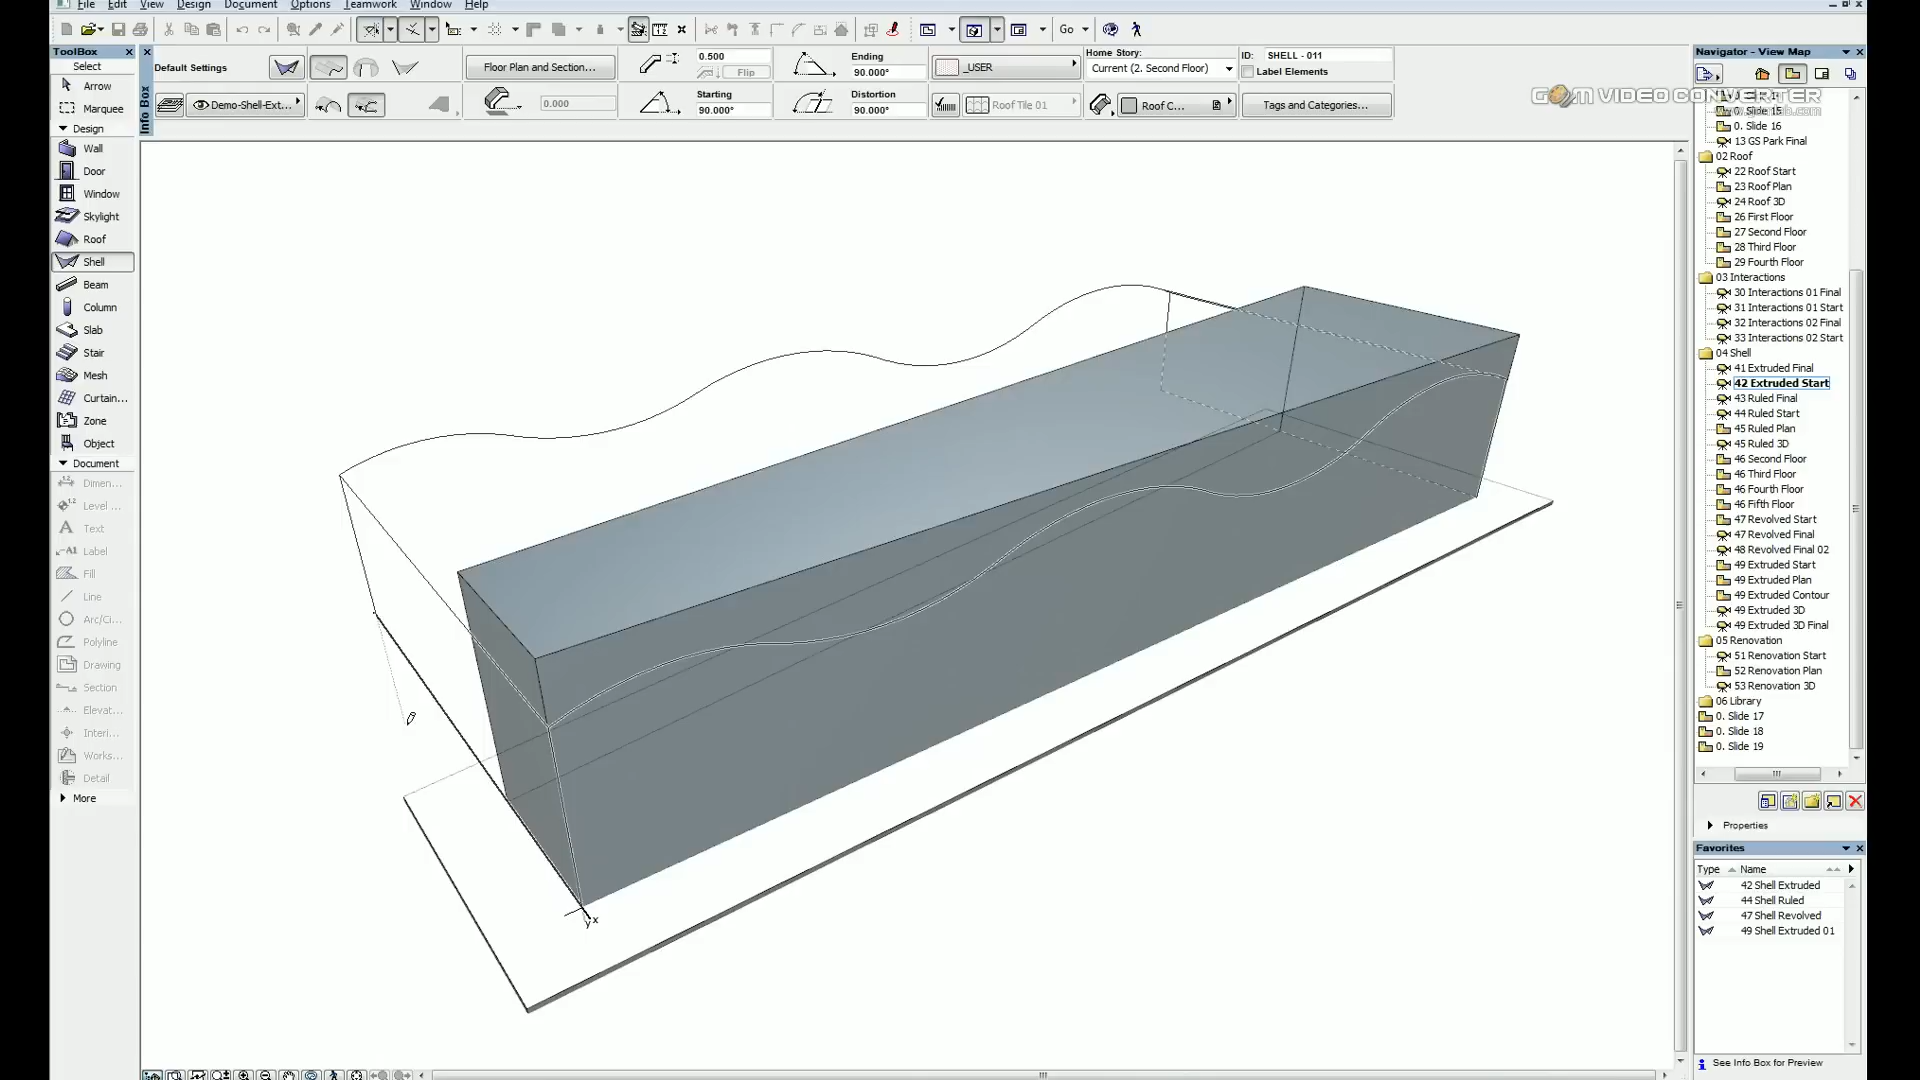 File Edit View Design Document Options Teamwork Window Help
Go
ToolBox
Select
Arrow
Marquee
Design
Wall
Door
Window
Skylight
Roof
Shell
Beam
Column
Slab
Stair
Mesh
Curtain...
Zone
Object
Document
Dimen...
Level ...
Text
Label
Fill
Line
Arc/Ci...
Polyline
Drawing
Section
Elevat...
Interi...
Works...
Detail
More
Info Box
Default Settings
Demo-Shell-Ext...
Floor Plan and Section...
0.000
0.500
Flip
Starting
90.000°
Ending
90.000°
Distortion
90.000°
_USER
Roof Tile 01
Home Story:
Current (2. Second Floor)
Roof C...
ID: SHELL - 011
Label Elements
Tags and Categories...
x
y
Navigator - View Map
GOM VIDEO CONVERTER
0. Slide 15
0. Slide 16
13 GS Park Final
02 Roof
22 Roof Start
23 Roof Plan
24 Roof 3D
26 First Floor
27 Second Floor
28 Third Floor
29 Fourth Floor
03 Interactions
30 Interactions 01 Final
31 Interactions 01 Start
32 Interactions 02 Final
33 Interactions 02 Start
04 Shell
41 Extruded Final
42 Extruded Start
43 Ruled Final
44 Ruled Start
45 Ruled Plan
45 Ruled 3D
46 Second Floor
46 Third Floor
46 Fourth Floor
46 Fifth Floor
47 Revolved Start
47 Revolved Final
48 Revolved Final 02
49 Extruded Start
49 Extruded Plan
49 Extruded Contour
49 Extruded 3D
49 Extruded 3D Final
05 Renovation
51 Renovation Start
52 Renovation Plan
53 Renovation 3D
06 Library
0. Slide 17
0. Slide 18
0. Slide 19
Properties
Favorites
Type Name
42 Shell Extruded
44 Shell Ruled
47 Shell Revolved
49 Shell Extruded 01
See Info Box for Preview